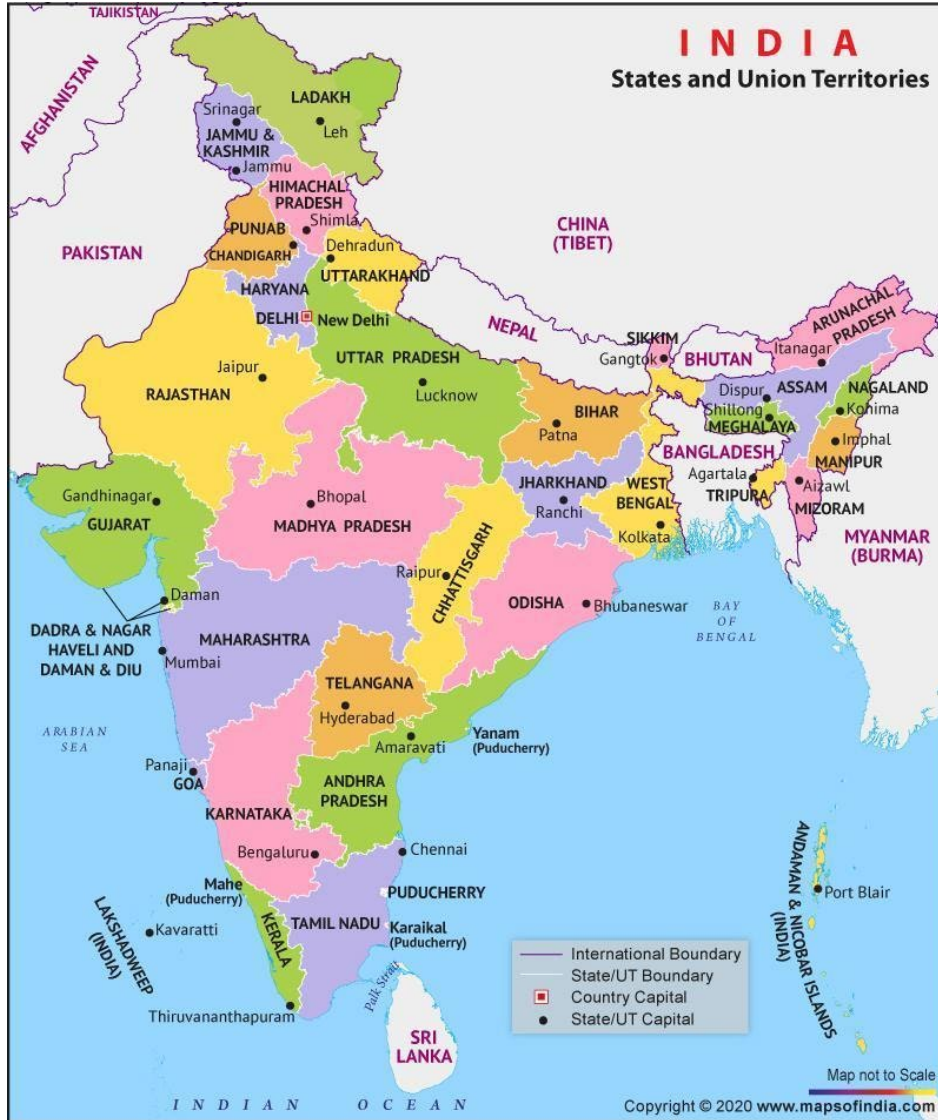 TAJIKISTAN
AFGHANISTAN
INDIA
States and Union Territories
LADAKH
Srinagar
Leh
JAMMU &
KASHMIR
Jammu
HIMACHAL
PRADESH
Shimla
PUNJAB
CHANDIGARH
Dehradun
UTTARAKHAND
PAKISTAN
CHINA
(TIBET)
HARYANA
DELHI
New Delhi
NEPAL
UTTAR PRADESH
Lucknow
Jaipur
RAJASTHAN
SIKKIM
Gangtok
BHUTAN
ARUNACHAL
PRADESH
Itanagar
Dispur
ASSAM
NAGALAND
Shillong
MEGHALAYA
Kohima
BIHAR
Patna
BANGLADESH
Imphal
MANIPUR
Agartala
TRIPURA
Aizawl
MIZORAM
MYANMAR
(BURMA)
JHARKHAND
Ranchi
WEST
BENGAL
Kolkata
Gandhinagar
GUJARAT
Bhopal
MADHYA PRADESH
Raipur
CHHATTISGARH
ODISHA
Bhubaneswar
BAY
OF
BENGAL
Daman
DADRA & NAGAR
HAVELI AND
DAMAN & DIU
MAHARASHTRA
Mumbai
TELANGANA
Hyderabad
ARABIAN
SEA
Amaravati
Yanam
(Puducherry)
Panaji
GOA
KARNATAKA
ANDHRA
PRADESH
Bengaluru
Chennai
Mahe
(Puducherry)
PUDUCHERRY
KERALA
TAMIL NADU
Karaikal
(Puducherry)
LAKSHADWEEP
(INDIA)
Kavaratti
Thiruvananthapuram
Palk Strait
SRI
LANKA
ANDAMAN & NICOBAR ISLANDS
(INDIA)
Port Blair
International Boundary
State/UT Boundary
Country Capital
State/UT Capital
INDIAN OCEAN
Map not to Scale
Copyright © 2020 www.mapsofindia.com